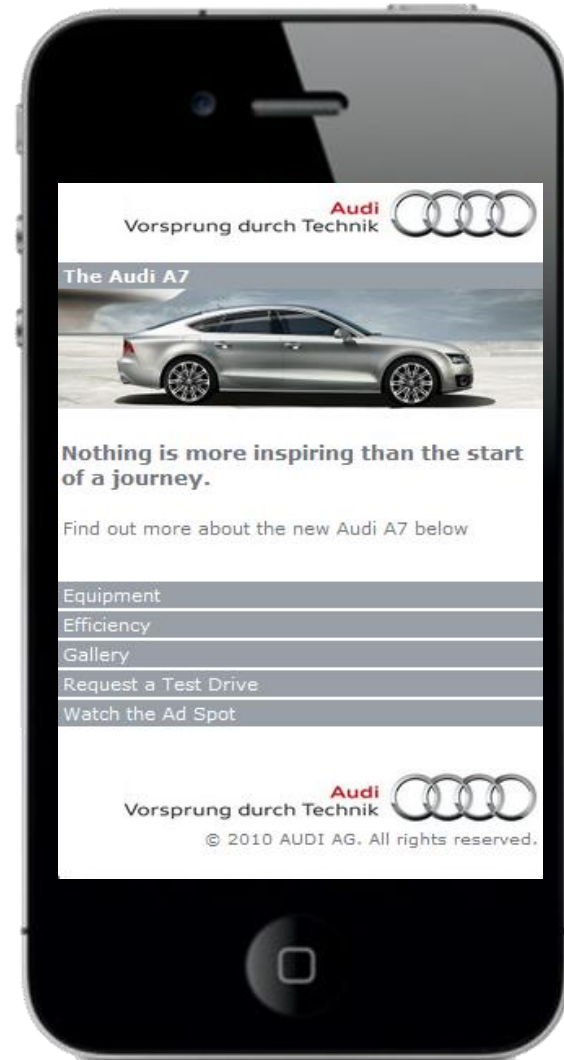 Audi
Vorsprung durch Technik
The Audi A7
Nothing is more inspiring than the start
of a journey.
Find out more about the new Audi A7 below
Equipment
Efficiency
Gallery
Request a Test Drive
Watch the Ad Spot
Audi
Vorsprung durch Technik
© 2010 AUDI AG. All rights reserved.